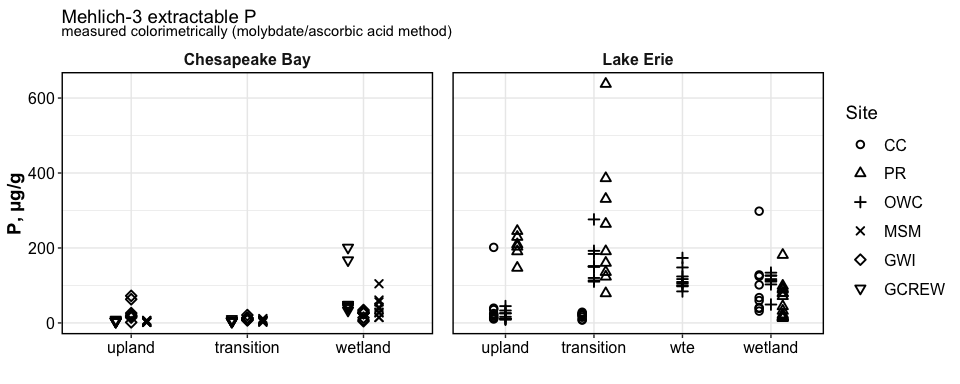 Mehlich-3 extractable P
measured colorimetrically (molybdate/ascorbic acid method)
Chesapeake Bay
Lake Erie
P, µg/g
600
400
200
0
upland
transition
wetland
upland
transition
wte
wetland
Site
CC
PR
OWC
MSM
GWI
GCREW